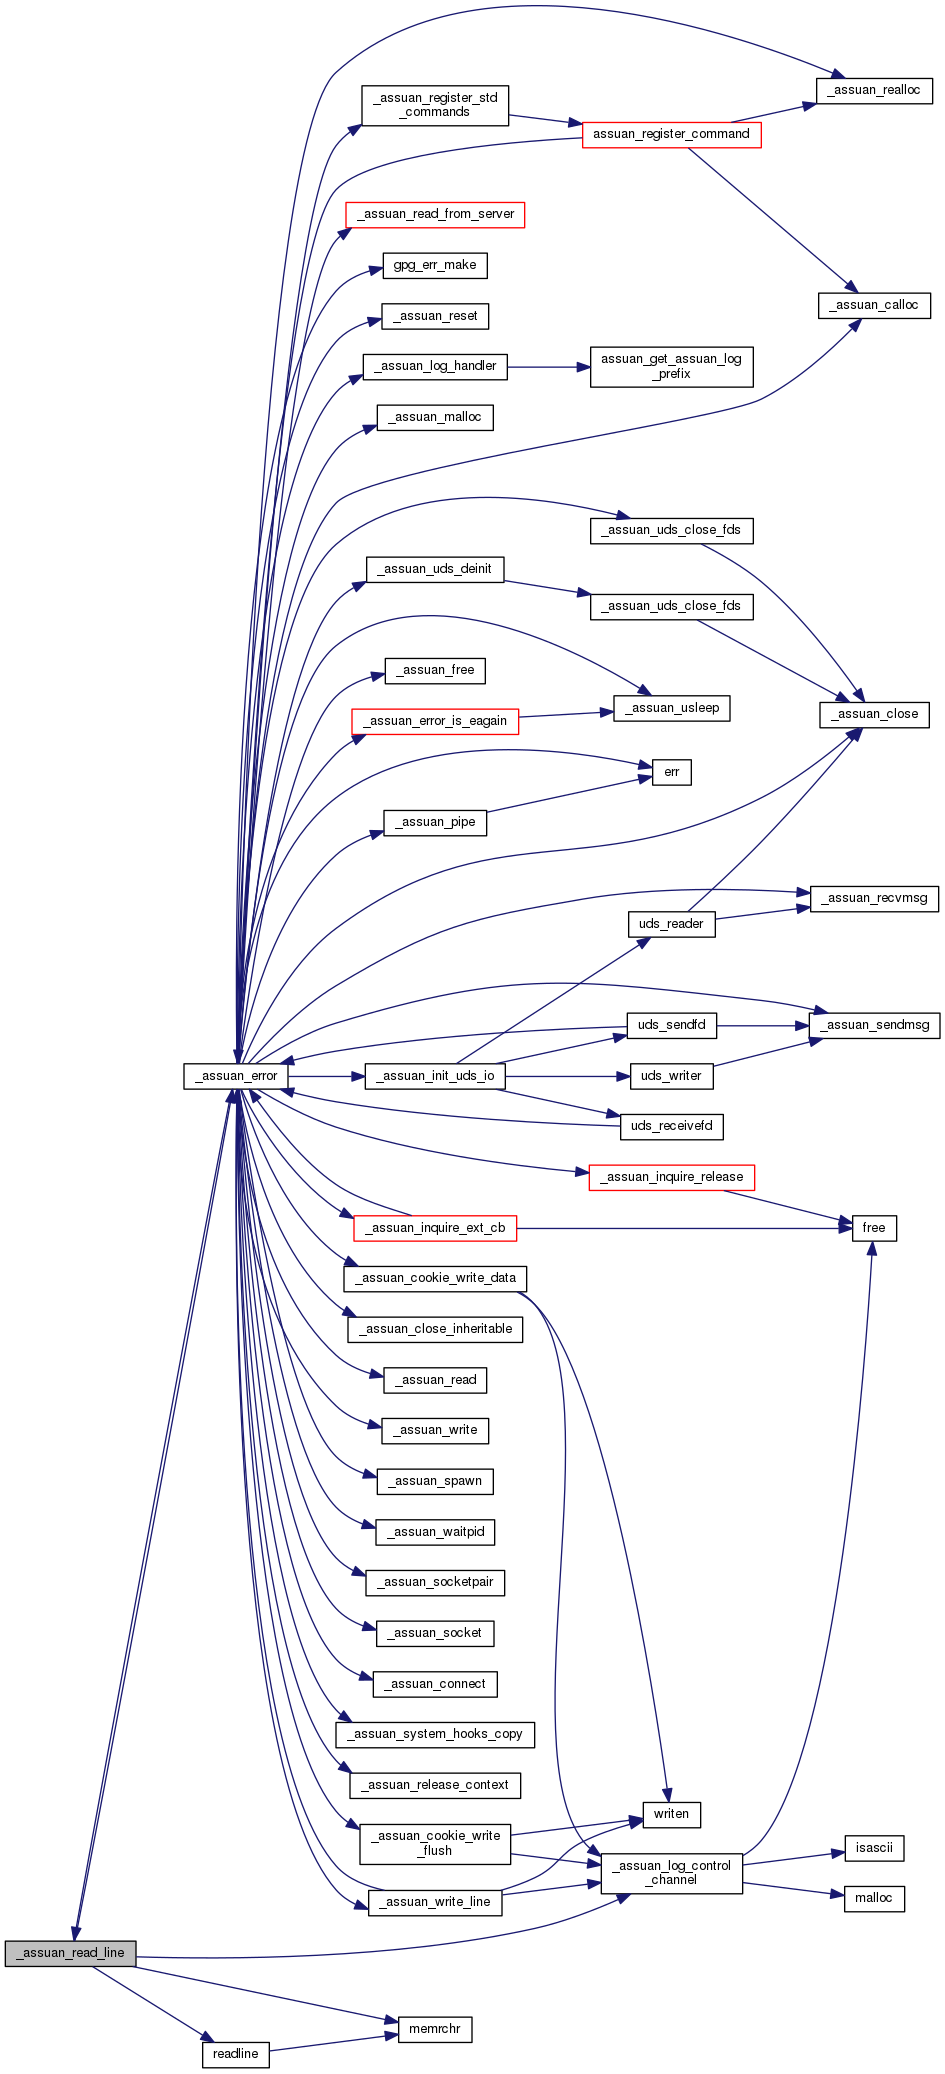 _assuan_realloc
_assuan_register_std
_commands
assuan_register_command
_assuan_read_from_server
gpg_err_make
_assuan_calloc
_assuan_reset
_assuan_log_handler
assuan_get_assuan_log
_prefix
_assuan_malloc
_assuan_uds_close_fds
_assuan_uds_deinit
_assuan_uds_close_fds
_assuan_free
_assuan_usleep
_assuan_close
_assuan_error_is_eagain
err
_assuan_pipe
_assuan_recvmsg
uds_reader
uds_sendfd
_assuan_sendmsg
_assuan_error
_assuan_init_uds_io
uds_writer
uds_receivefd
_assuan_inquire_release
_assuan_inquire_ext_cb
free
_assuan_cookie_write_data
_assuan_close_inheritable
_assuan_read
_assuan_write
_assuan_spawn
_assuan_waitpid
_assuan_socketpair
_assuan_socket
_assuan_connect
_assuan_system_hooks_copy
_assuan_release_context
writen
_assuan_cookie_write
_flush
isascii
_assuan_log_control
_channel
malloc
_assuan_write_line
_assuan_read_line
memrchr
readline